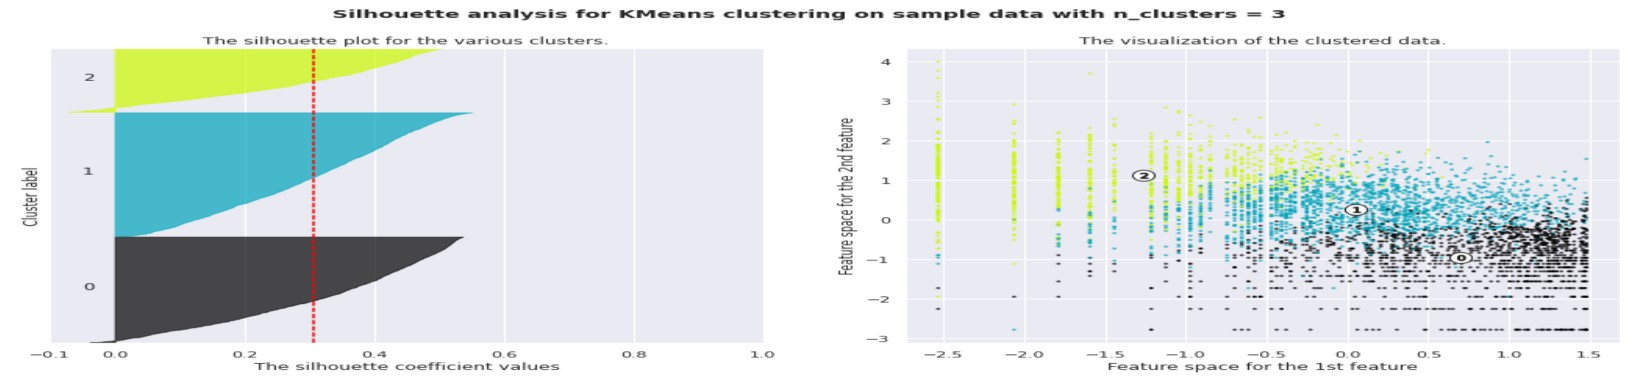 Silhouette analysis for KMeans clustering on sample data with n_clusters = 3
The silhouette plot for the various clusters.
Cluster label
2
1
0
−0.1 0.0 0.2 0.4 0.6 0.8 1.0
The silhouette coefficient values
The visualization of the clustered data.
Feature space for the 2nd feature
4
3
2
1
0
−1
−2
−3
2
1
0
−2.5 −2.0 −1.5 −1.0 −0.5 0.0 0.5 1.0 1.5
Feature space for the 1st feature